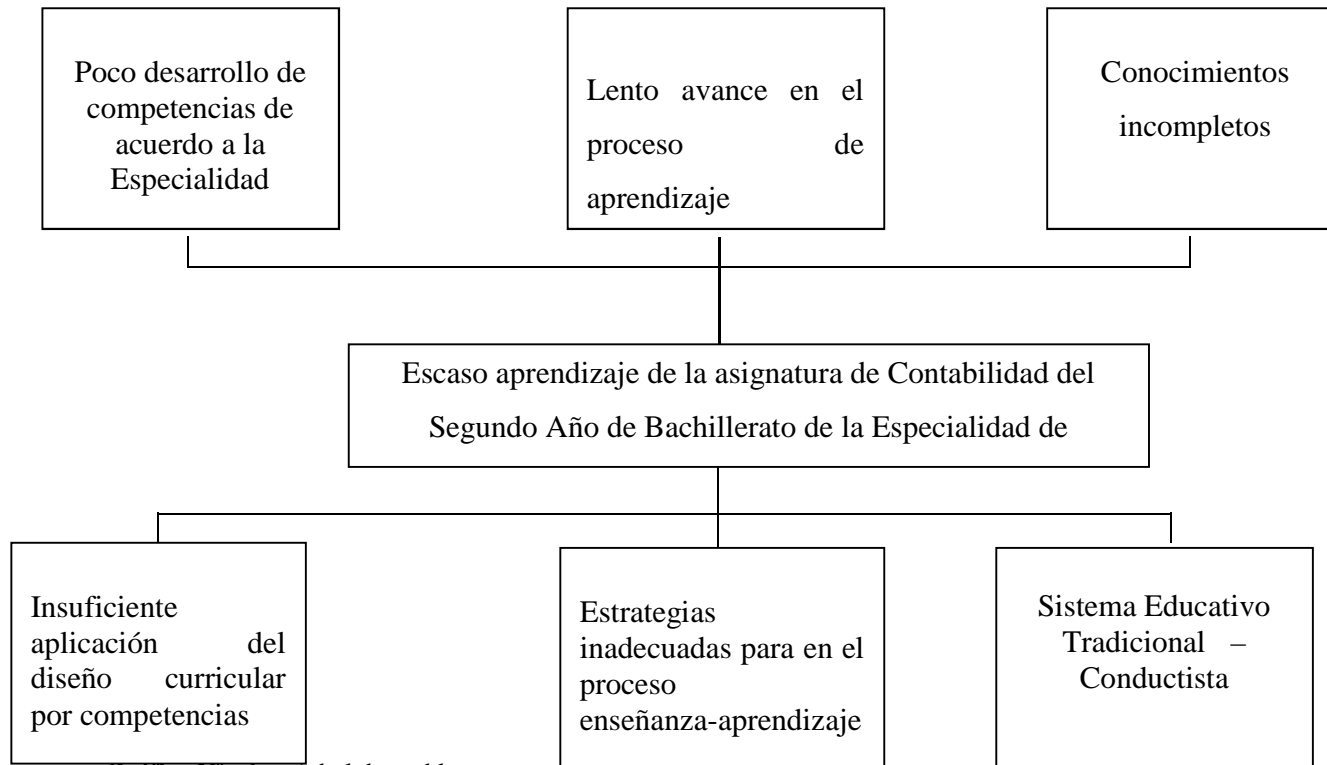 Poco desarrollo de
competencias de
acuerdo a la
Especialidad
Lento avance en el
proceso de
aprendizaje
Conocimientos
incompletos
Escaso aprendizaje de la asignatura de Contabilidad del
Segundo Año de Bachillerato de la Especialidad de
Insuficiente
aplicación del
diseño curricular
por competencias
Estrategias
inadecuadas para en el
proceso
enseñanza-aprendizaje
Sistema Educativo
Tradicional –
Conductista